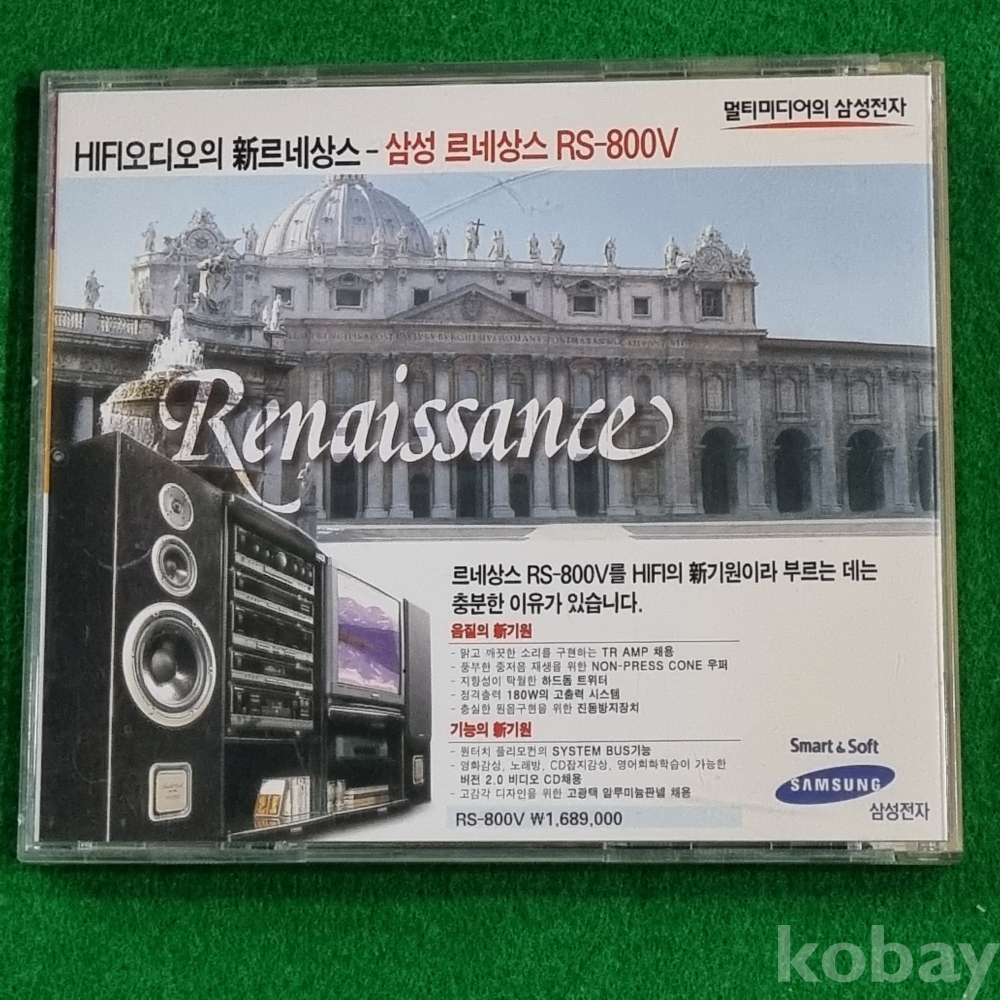 멀티미디어의 삼성전자
HIFI오디오의 新르네상스 - 삼성 르네상스 RS-800V
Renaissance
르네상스 RS-800V를 HIFI의 新기원이라 부르는 데는
충분한 이유가 있습니다.
음질의 新기원
- 맑고 깨끗한 소리를 구현하는 TR AMP 채용
- 풍부한 중저음 재생을 위한 NON-PRESS CONE 우퍼
- 지향성이 탁월한 하드돔 트위터
- 정격출력 180W의 고출력 시스템
- 충실한 원음구현을 위한 진동방지장치
기능의 新기원
- 원터치 풀리모컨의 SYSTEM BUS기능
- 영화감상, 노래방, CD잡지감상, 영어회화학습이 가능한
버전 2.0 비디오 CD채용
- 고감각 디자인을 위한 고광택 알루미늄판넬 채용
RS-800V ₩1,689,000
Smart & Soft
SAMSUNG
삼성전자
kobay